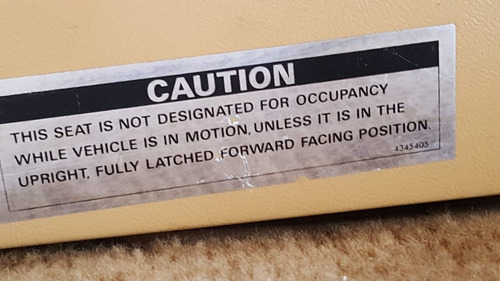 CAUTION
THIS SEAT IS NOT DESIGNATED FOR OCCUPANCY
WHILE VEHICLE IS IN MOTION, UNLESS IT IS IN THE
UPRIGHT, FULLY LATCHED, FORWARD FACING POSITION.
4345405